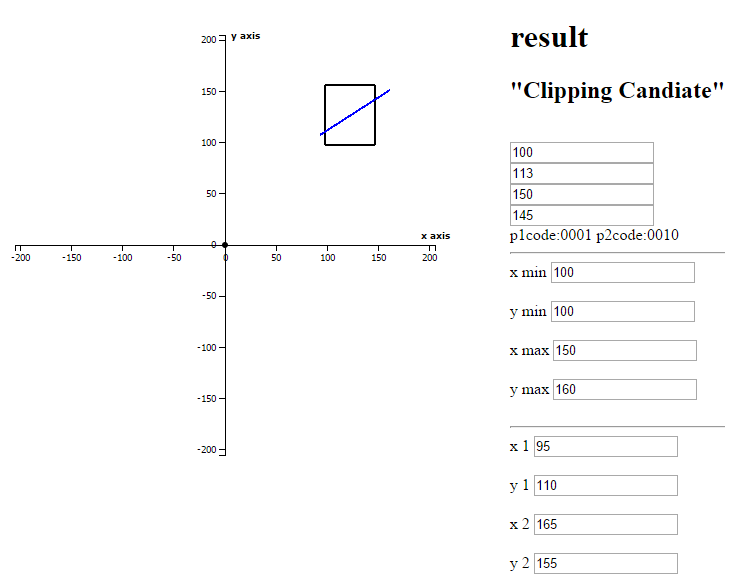 200
y axis
150
100
50
0
x axis
-200
-150
-100
-50
0
50
100
150
200
-50
-100
-150
-200
result
"Clipping Candiate"
100
113
150
145
p1code:0001 p2code:0010
x min 100
y min 100
x max 150
y max 160
x 1 95
y 1 110
x 2 165
y 2 155